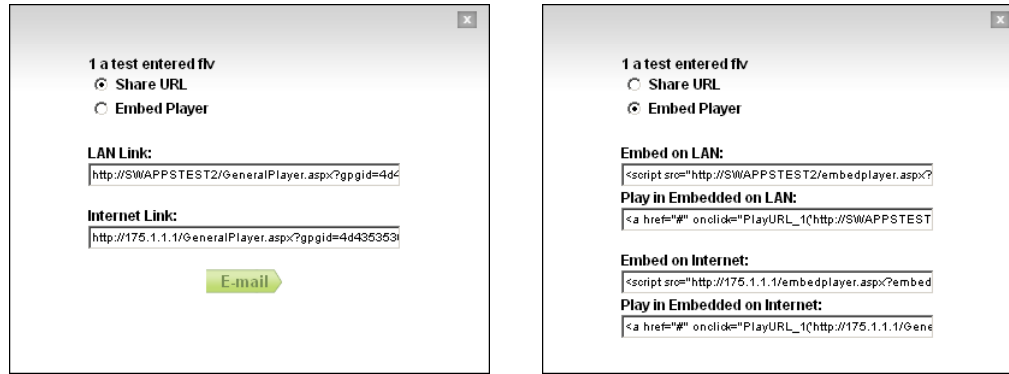 x
1 a test entered flv
Share URL
Embed Player
LAN Link:
http://SWAPPSTEST2/GeneralPlayer.aspx?gpgid=4d4
Internet Link:
http://175.1.1.1/GeneralPlayer.aspx?gpgid=4d435353
E-mail
x
1 a test entered flv
Share URL
Embed Player
Embed on LAN:
<script src="http://SWAPPSTEST2/embedplayer.aspx?
Play in Embedded on LAN:
<a href="#" onclick="PlayURL_1('http://SWAPPSTEST
Embed on Internet:
<script src="http://175.1.1.1/embedplayer.aspx?embed
Play in Embedded on Internet:
<a href="#" onclick="PlayURL_1('http://175.1.1.1/Gene